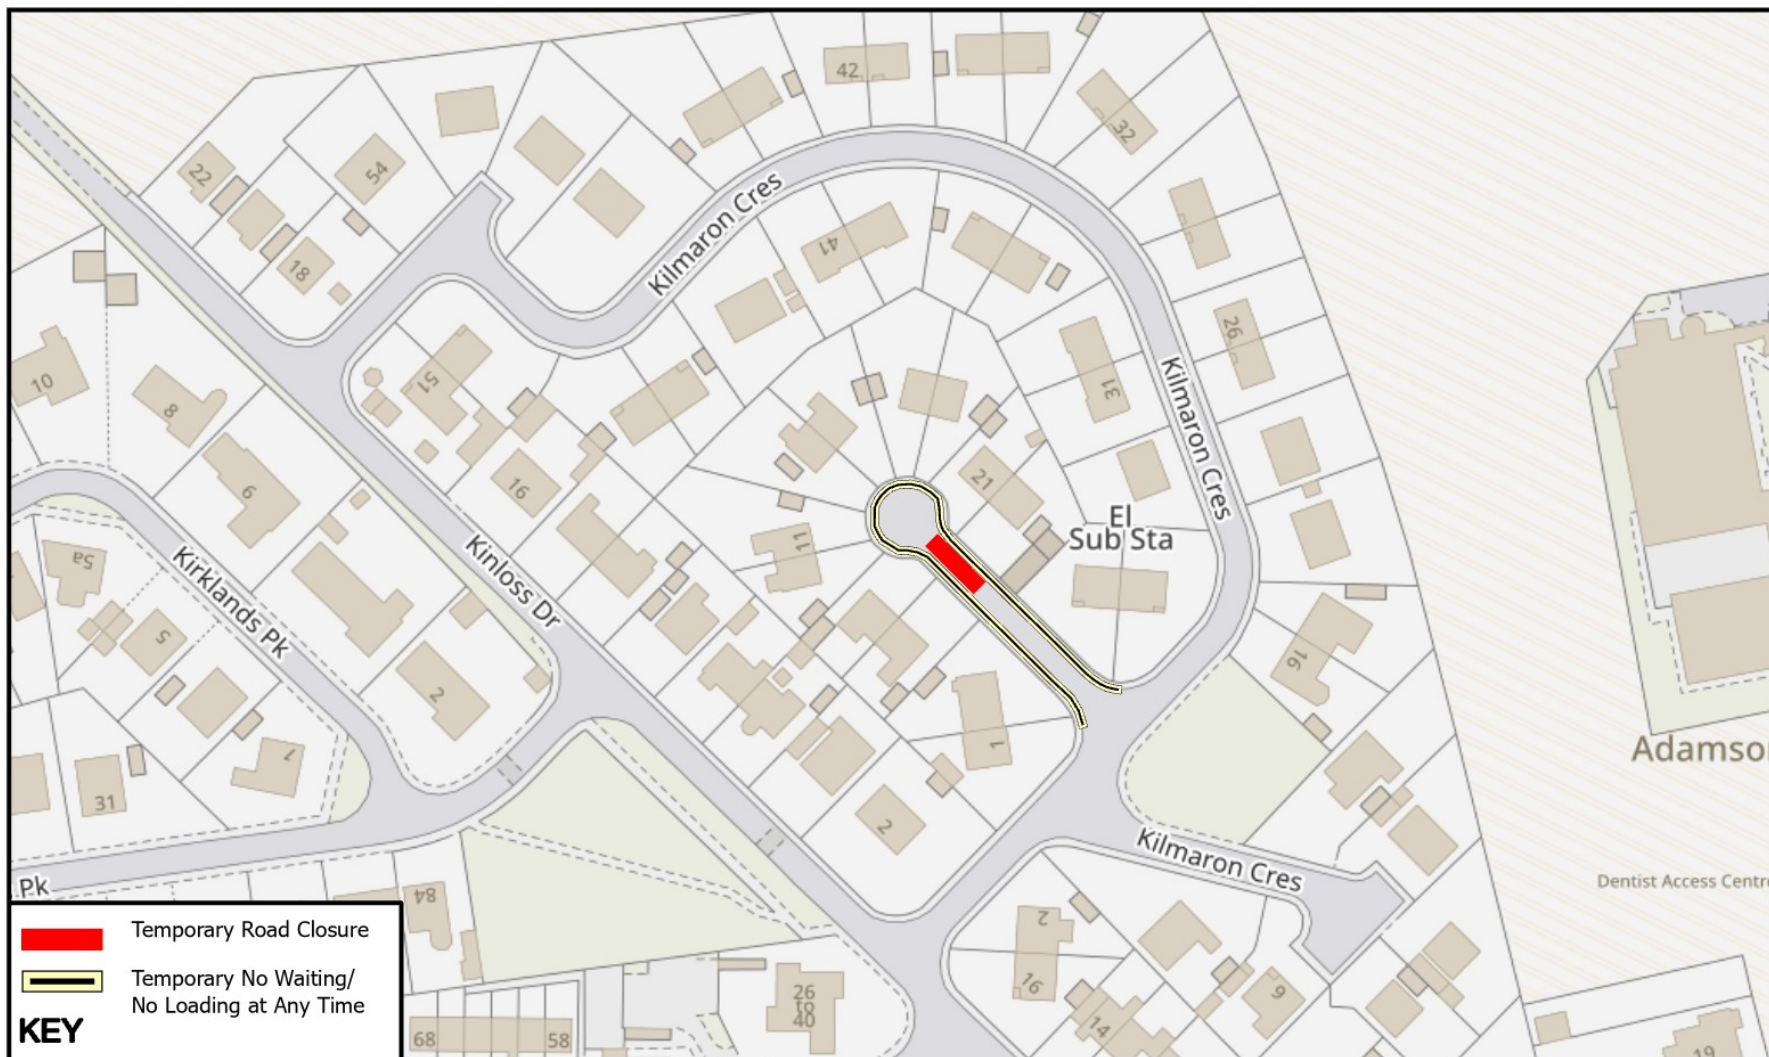 42
32
22
54
18
Kilmaron Cres
41
26
10
8
51
31
Kilmaron Cres
16
21
6
El
Sub Sta
11
5a
Kirklands Pk
Kinloss Dr
5
16
2
1
1
31
Adamso
2
Kilmaron Cres
Dentist Access Centre
Pk
84
2
16
9
26
to
40
14
68
58
19
Temporary Road Closure
Temporary No Waiting/
No Loading at Any Time
KEY